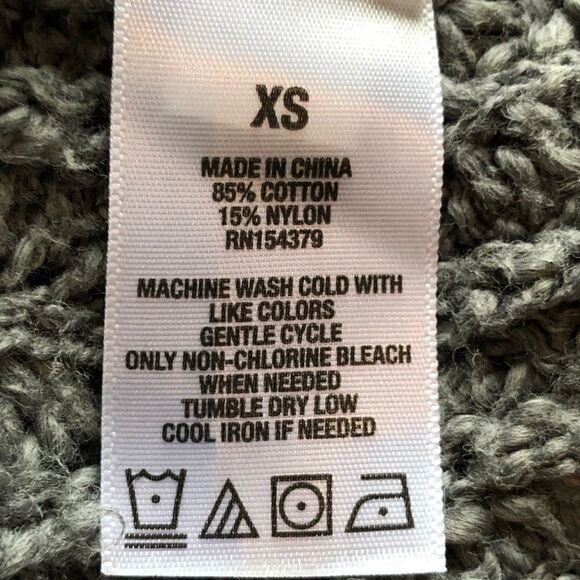 XS
MADE IN CHINA
85% COTTON
15% NYLON
RN154379
MACHINE WASH COLD WITH
LIKE COLORS
GENTLE CYCLE
ONLY NON-CHLORINE BLEACH
WHEN NEEDED
TUMBLE DRY LOW
COOL IRON IF NEEDED